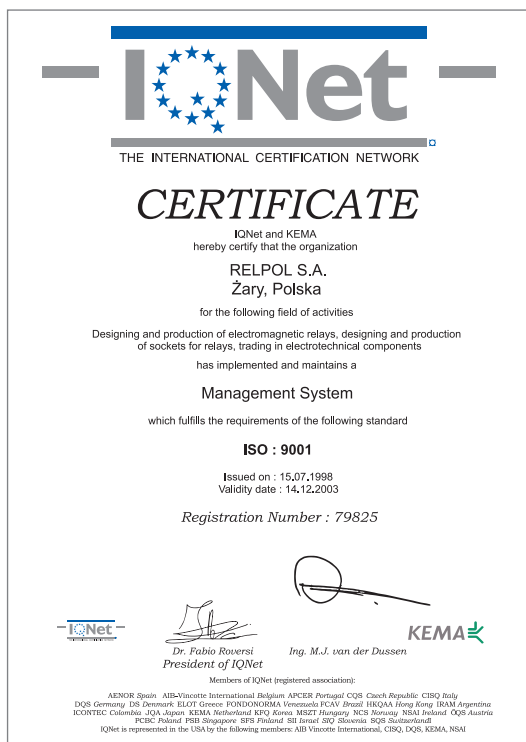 IQNet
THE INTERNATIONAL CERTIFICATION NETWORK
CERTIFICATE
IQNet and KEMA
hereby certify that the organization
RELPOL S.A.
Żary, Polska
for the following field of activities
Designing and production of electromagnetic relays, designing and production
of sockets for relays, trading in electrotechnical components
has implemented and maintains a
Management System
which fulfills the requirements of the following standard
ISO : 9001
Issued on : 15.07.1998
Validity date : 14.12.2003
Registration Number : 79825
IQNet
KEMA
Dr. Fabio Roversi
President of IQNet
Ing. M.J. van der Dussen
Members of IQNet (registered association):
AENOR Spain AIB-Vincotte International Belgium APCER Portugal CQS Czech Republic CISQ Italy
DQS Germany DS Denmark ELOT Greece FONDONORMA Venezuela FCAV Brazil HKQAA Hong Kong IRAM Argentina
ICONTEC Colombia JQA Japan KEMA Netherland KFQ Korea MSZT Hungary NCS Norway NSAI Ireland ÖQS Austria
PCBC Poland PSB Singapore SFS Finland SII Israel SIQ Slovenia SQS Switzerland
IQNet is represented in the USA by the following members: AIB Vincotte International, CISQ, DQS, KEMA, NSAI